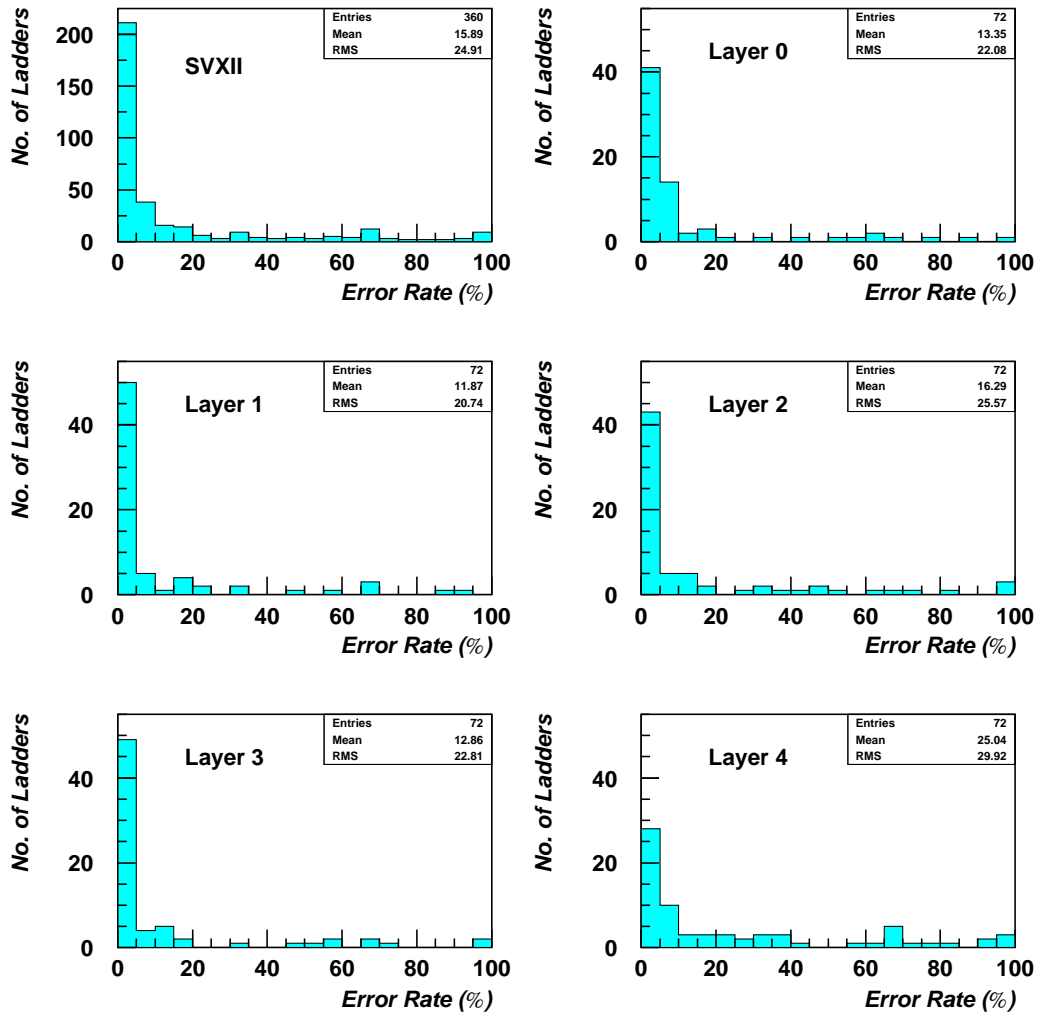 No. of Ladders
SVXII
Entries 360
Mean 15.89
RMS 24.91
200
150
100
50
0
0 20 40 60 80 100
Error Rate (%)
No. of Ladders
Layer 0
Entries 72
Mean 13.35
RMS 22.08
40
20
0
0 20 40 60 80 100
Error Rate (%)
No. of Ladders
Layer 1
Entries 72
Mean 11.87
RMS 20.74
40
20
0
0 20 40 60 80 100
Error Rate (%)
No. of Ladders
Layer 2
Entries 72
Mean 16.29
RMS 25.57
40
20
0
0 20 40 60 80 100
Error Rate (%)
No. of Ladders
Layer 3
Entries 72
Mean 12.86
RMS 22.81
40
20
0
0 20 40 60 80 100
Error Rate (%)
No. of Ladders
Layer 4
Entries 72
Mean 25.04
RMS 29.92
40
20
0
0 20 40 60 80 100
Error Rate (%)